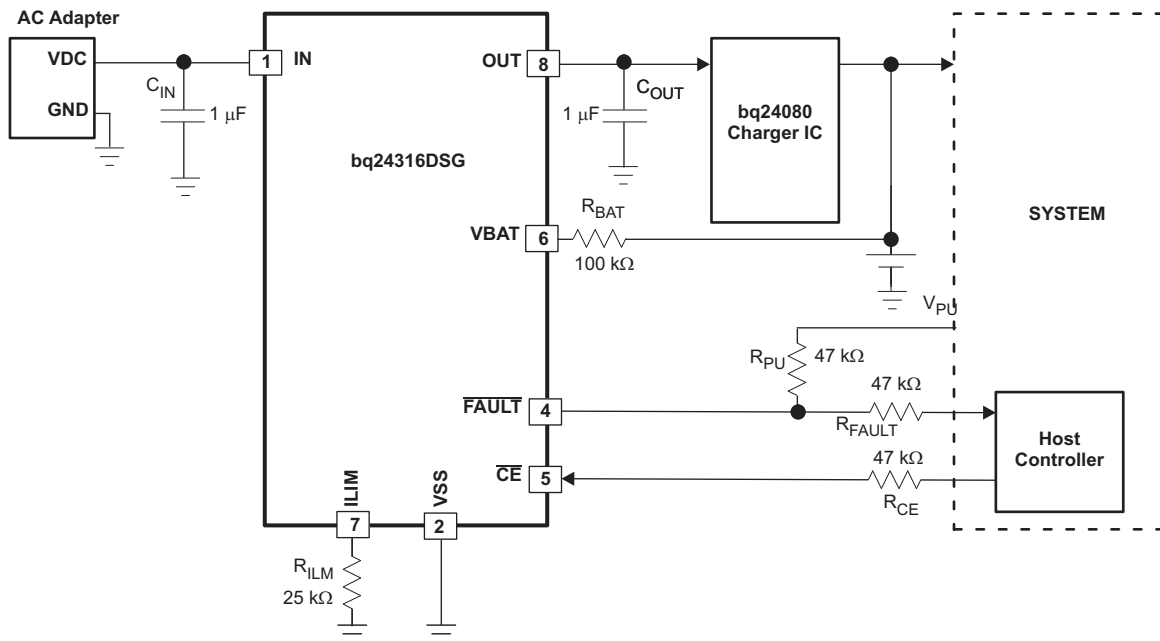 AC Adapter
VDC
GND
C_IN
1 μF
1
IN
bq24316DSG
OUT
8
C_OUT
1 μF
bq24080
Charger IC
VBAT
6
R_BAT
100 kΩ
SYSTEM
V_PU
R_PU
47 kΩ
FAULT
4
47 kΩ
R_FAULT
Host
Controller
CE
5
47 kΩ
R_CE
ILIM
7
VSS
2
R_ILM
25 kΩ